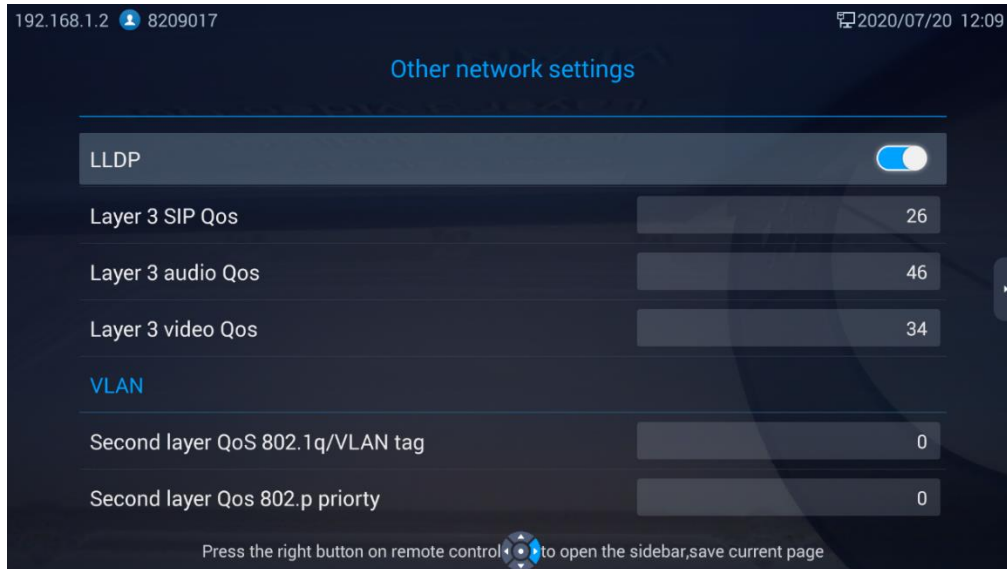 192.168.1.2 8209017 2020/07/20 12:09
Other network settings
LLDP
Layer 3 SIP Qos 26
Layer 3 audio Qos 46
Layer 3 video Qos 34
VLAN
Second layer QoS 802.1q/VLAN tag 0
Second layer Qos 802.p priorty 0
Press the right button on remote control to open the sidebar,save current page